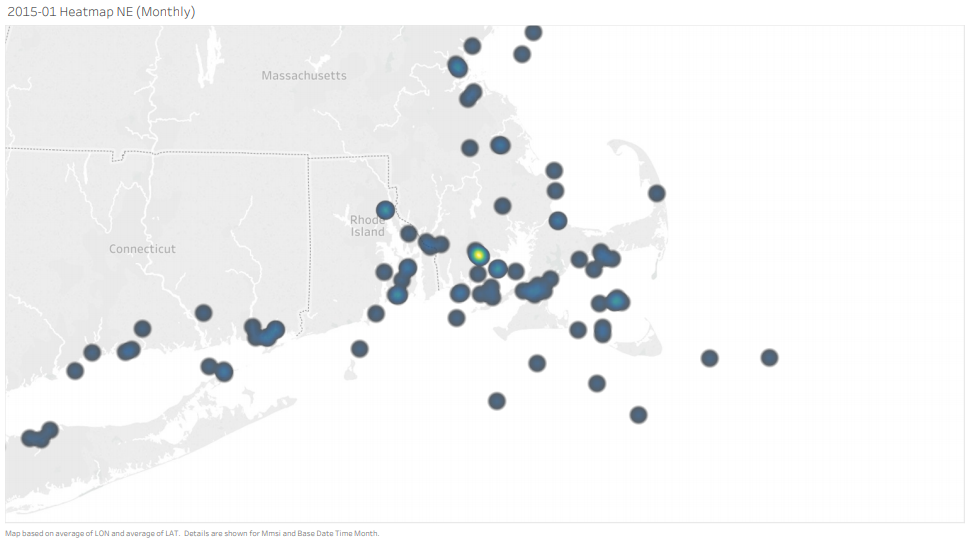 2015-01 Heatmap NE (Monthly)
Massachusetts
Rhode
Island
Connecticut
Map based on average of LON and average of LAT. Details are shown for Mmsi and Base Date Time Month.